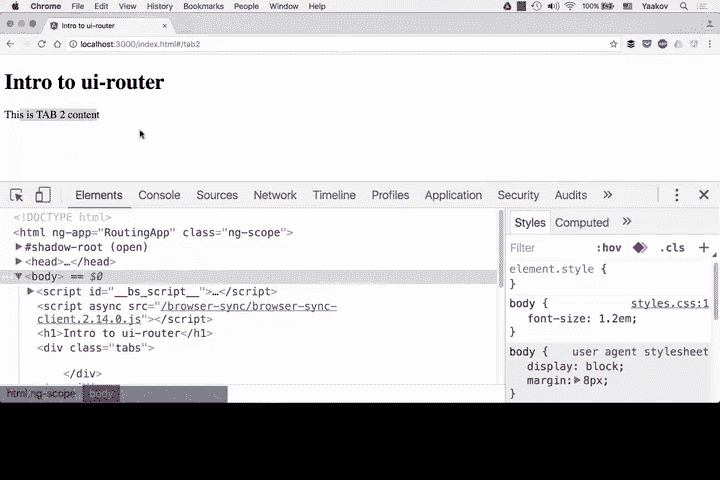 Chrome File Edit View History Bookmarks People Window Help 100% Yaakov
Intro to ui-router
localhost:3000/index.html#/tab2
Intro to ui-router
This is TAB 2 content
Elements Console Sources Network Timeline Profiles Application Security Audits »
<!DOCTYPE html>
<html ng-app="RoutingApp" class="ng-scope">
#shadow-root (open)
<head>…</head>
<body> == $0
<script id="__bs_script__">…</script>
<script async src="/browser-sync/browser-sync-
client.2.14.0.js"></script>
<h1>Intro to ui-router</h1>
<div class="tabs">
</div>
html.ng-scope body
Styles Computed »
Filter :hov .cls +
element.style {
}
body { styles.css:1
font-size: 1.2em;
}
body { user agent stylesheet
display: block;
margin: 8px;
}